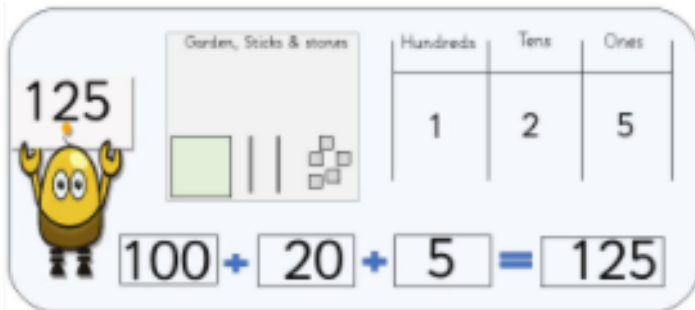 Garden, Sticks & stones
Hundreds Tens Ones
125
1 2 5
100 + 20 + 5 = 125